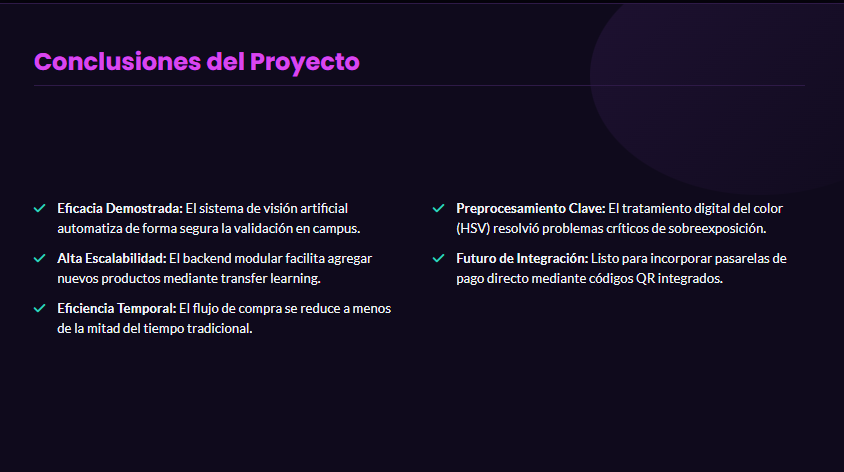 Conclusiones del Proyecto
Eficacia Demostrada: El sistema de visión artificial
automatiza de forma segura la validación en campus.
Alta Escalabilidad: El backend modular facilita agregar
nuevos productos mediante transfer learning.
Eficiencia Temporal: El flujo de compra se reduce a menos
de la mitad del tiempo tradicional.
Preprocesamiento Clave: El tratamiento digital del color
(HSV) resolvió problemas críticos de sobreexposición.
Futuro de Integración: Listo para incorporar pasarelas de
pago directo mediante códigos QR integrados.